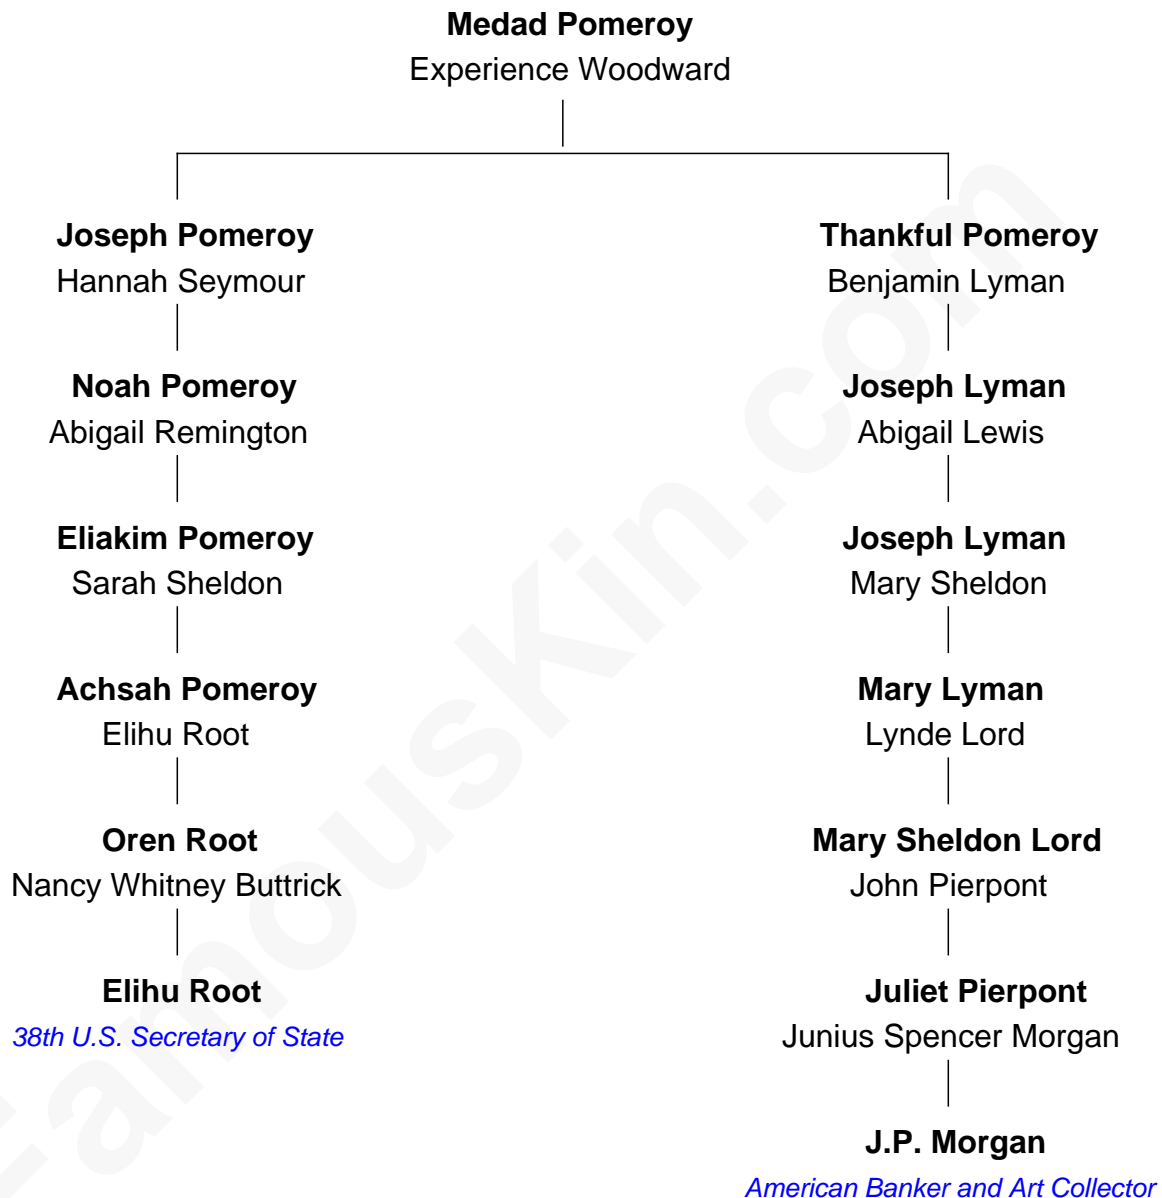 Medad Pomeroy
Experience Woodward
Joseph Pomeroy
Hannah Seymour
Thankful Pomeroy
Benjamin Lyman
Noah Pomeroy
Abigail Remington
Joseph Lyman
Abigail Lewis
Eliakim Pomeroy
Sarah Sheldon
Joseph Lyman
Mary Sheldon
Achsah Pomeroy
Elihu Root
Mary Lyman
Lynde Lord
Oren Root
Nancy Whitney Buttrick
Mary Sheldon Lord
John Pierpont
Elihu Root
38th U.S. Secretary of State
Juliet Pierpont
Junius Spencer Morgan
J.P. Morgan
American Banker and Art Collector
FamousKin.com